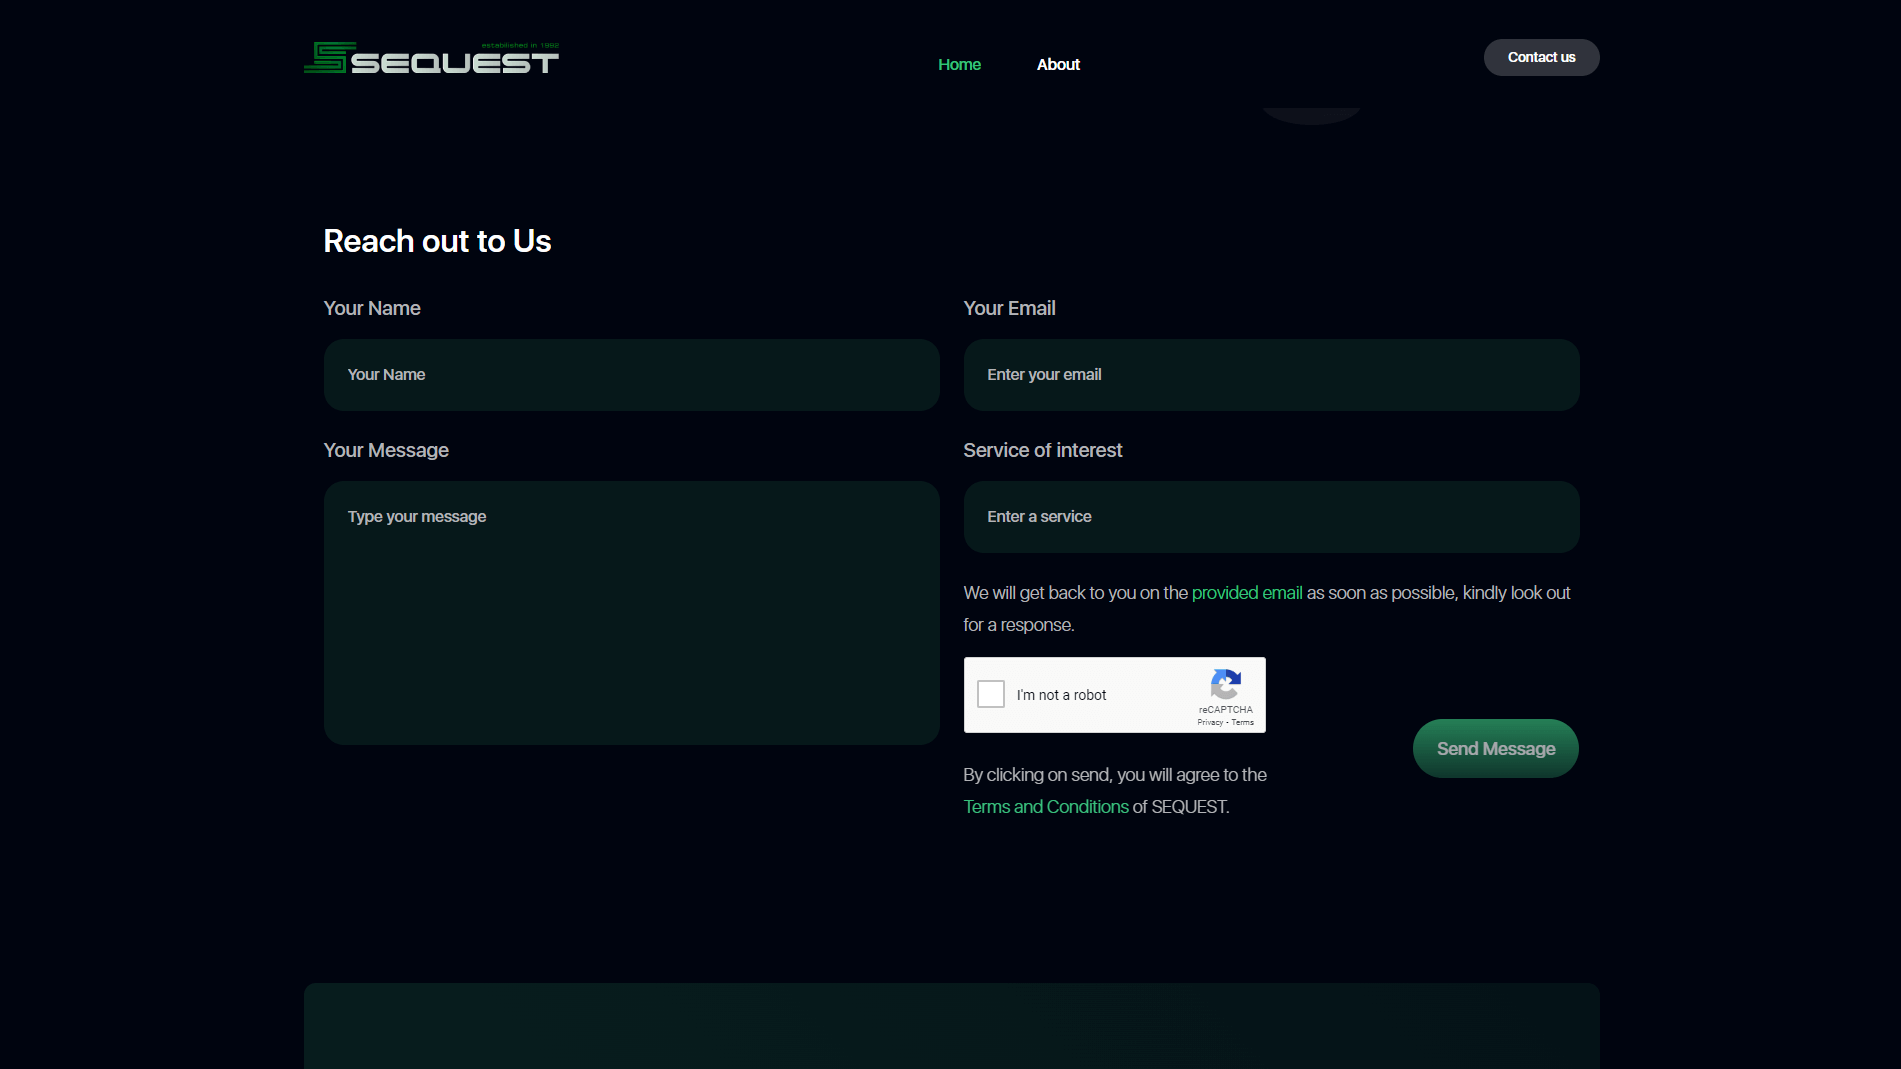 established in 1992
SEQUEST
Home
About
Contact us
Reach out to Us
Your Name
Your Email
Your Name
Enter your email
Your Message
Service of interest
Type your message
Enter a service
We will get back to you on the provided email as soon as possible, kindly look out
for a response.
I'm not a robot
reCAPTCHA
Privacy - Terms
Send Message
By clicking on send, you will agree to the
Terms and Conditions of SEQUEST.